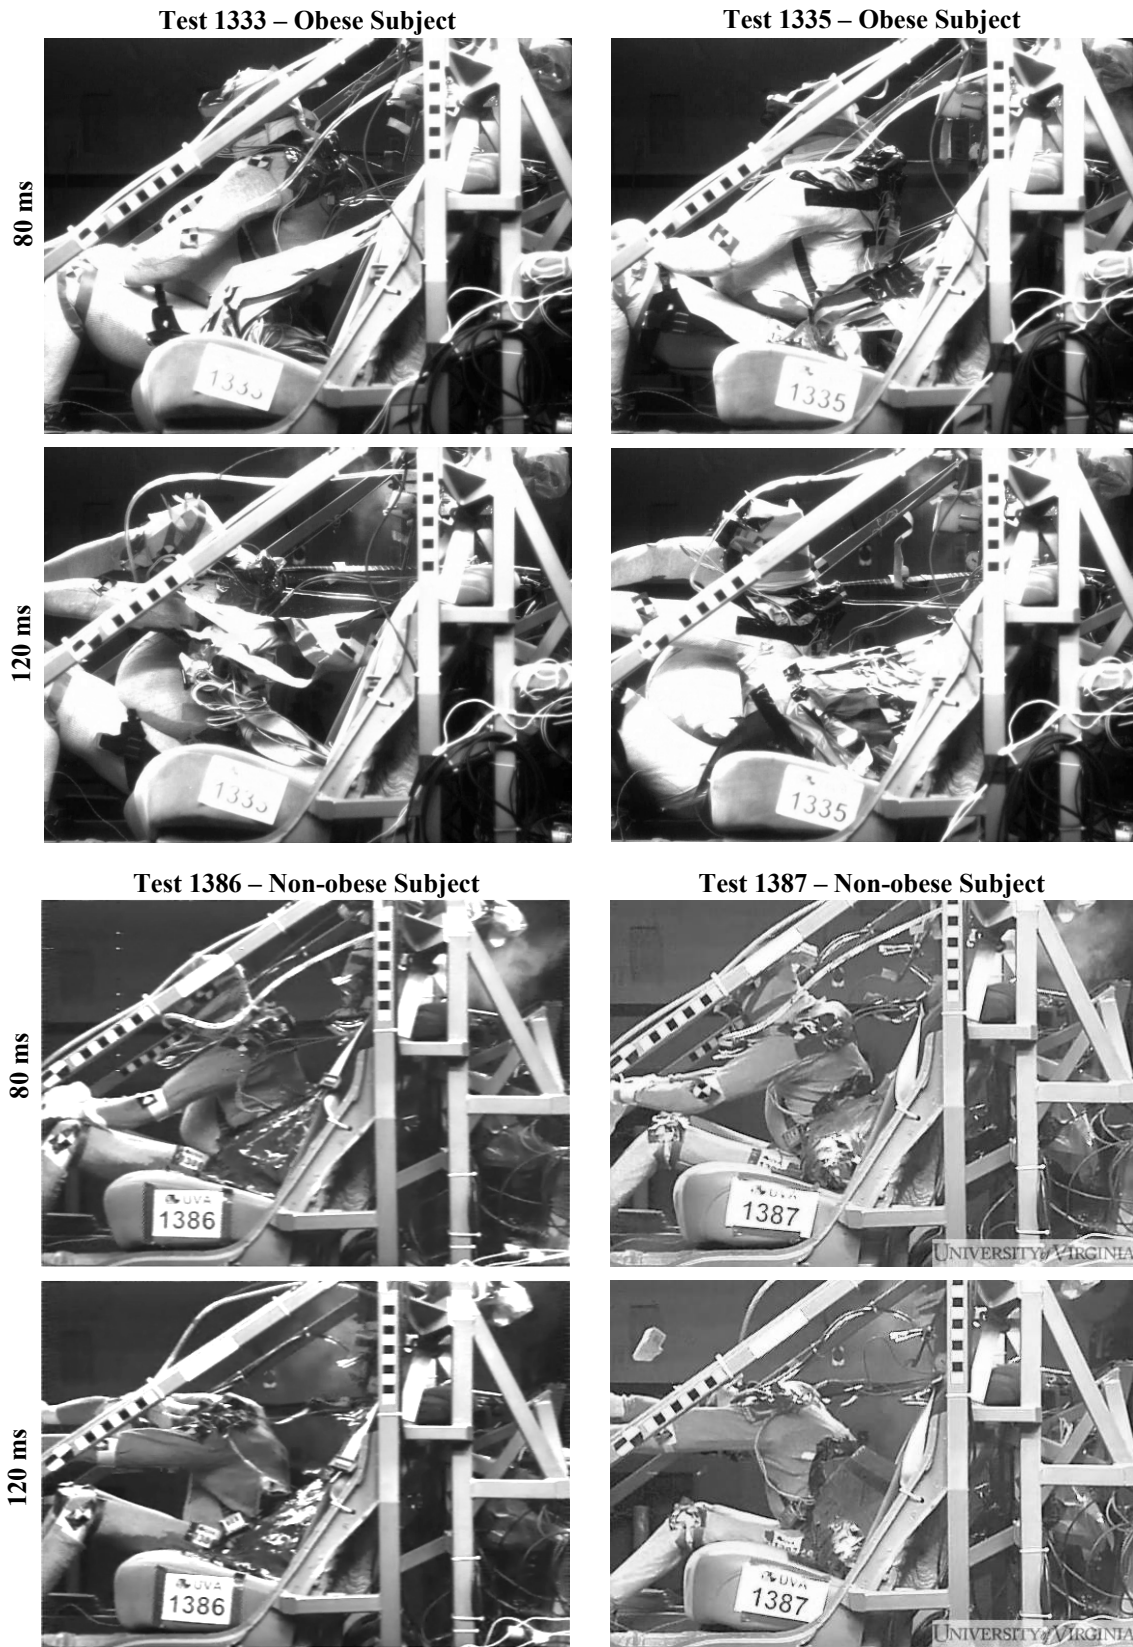 Test 1333 – Obese Subject
Test 1335 – Obese Subject
80 ms
1333
1335
120 ms
1333
1335
Test 1386 – Non-obese Subject
Test 1387 – Non-obese Subject
80 ms
UVA
1386
UVA
1387
UNIVERSITY of VIRGINIA
120 ms
UVA
1386
UVA
1387
UNIVERSITY of VIRGINIA